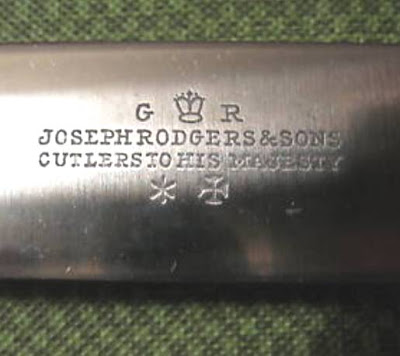 G R
JOSEPH RODGERS & SONS
CUTLERS TO HIS MAJESTY